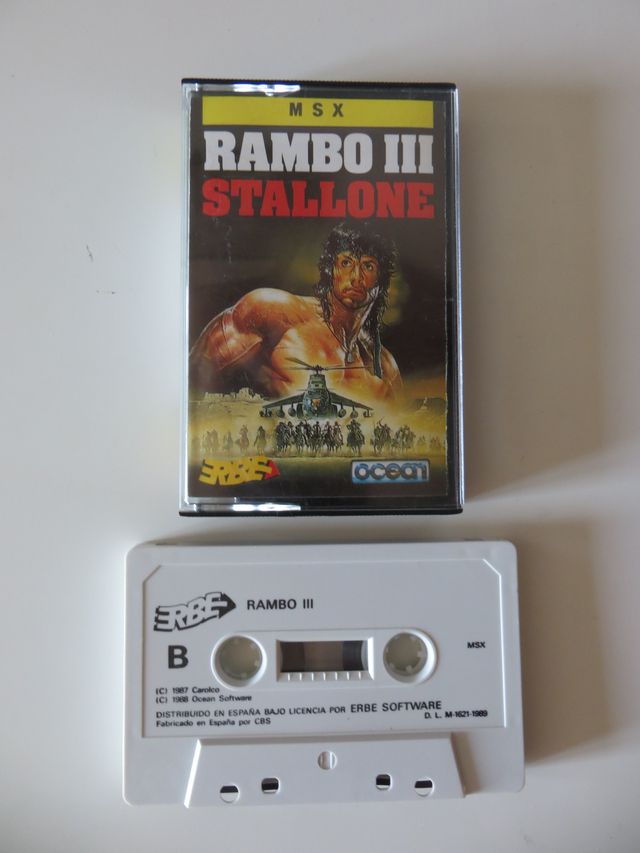 MSX
RAMBO III
STALLONE
ERBE
ocean
ERBE RAMBO III
B
MSX
(C) 1987 Carolco
(C) 1988 Ocean Software
DISTRIBUIDO EN ESPAÑA BAJO LICENCIA POR ERBE SOFTWARE
Fabricado en España por CBS
D. L. M-1621-1989